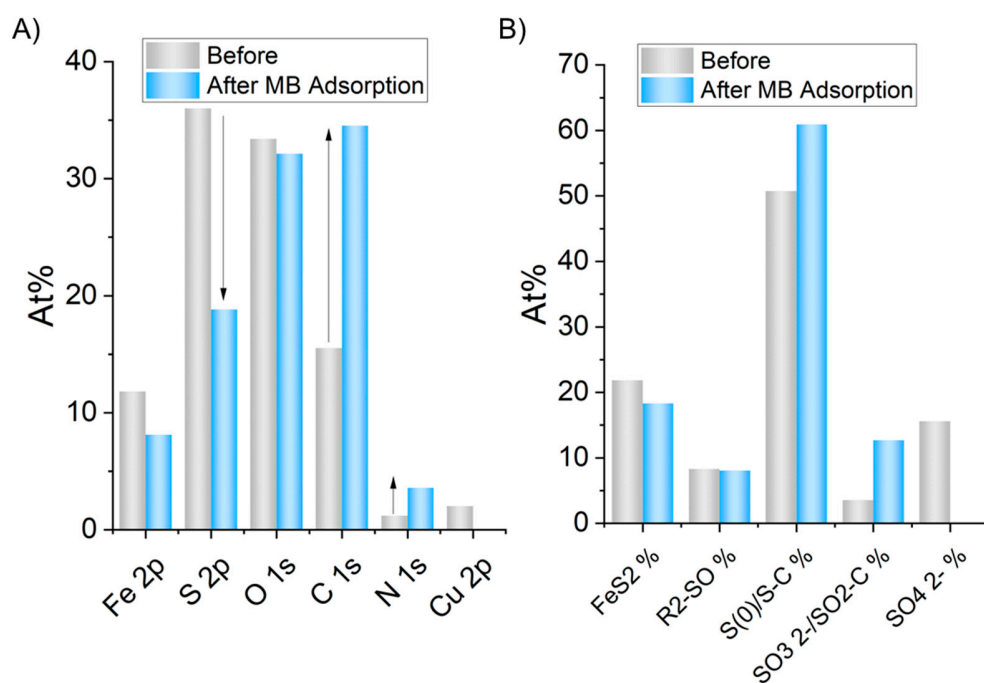 A)
At%
40
30
20
10
0
Before
After MB Adsorption
Fe 2p
S 2p
O 1s
C 1s
N 1s
Cu 2p
B)
At%
70
60
50
40
30
20
10
0
Before
After MB Adsorption
FeS2 %
R2-SO %
S(0)/S-C %
SO3 2-/SO2-C %
SO4 2- %